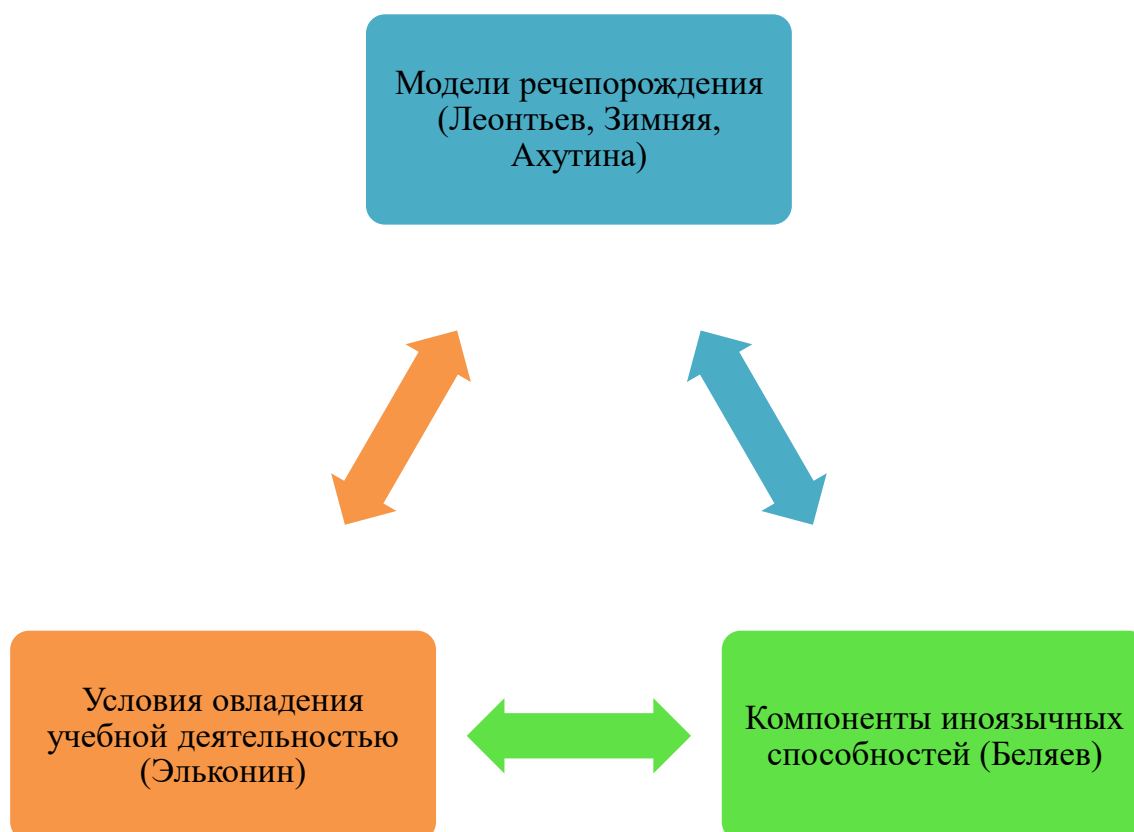 Модели речепорождения
(Леонтьев, Зимняя,
Ахутина)
Условия овладения
учебной деятельностью
(Эльконин)
Компоненты иноязычных
способностей (Беляев)